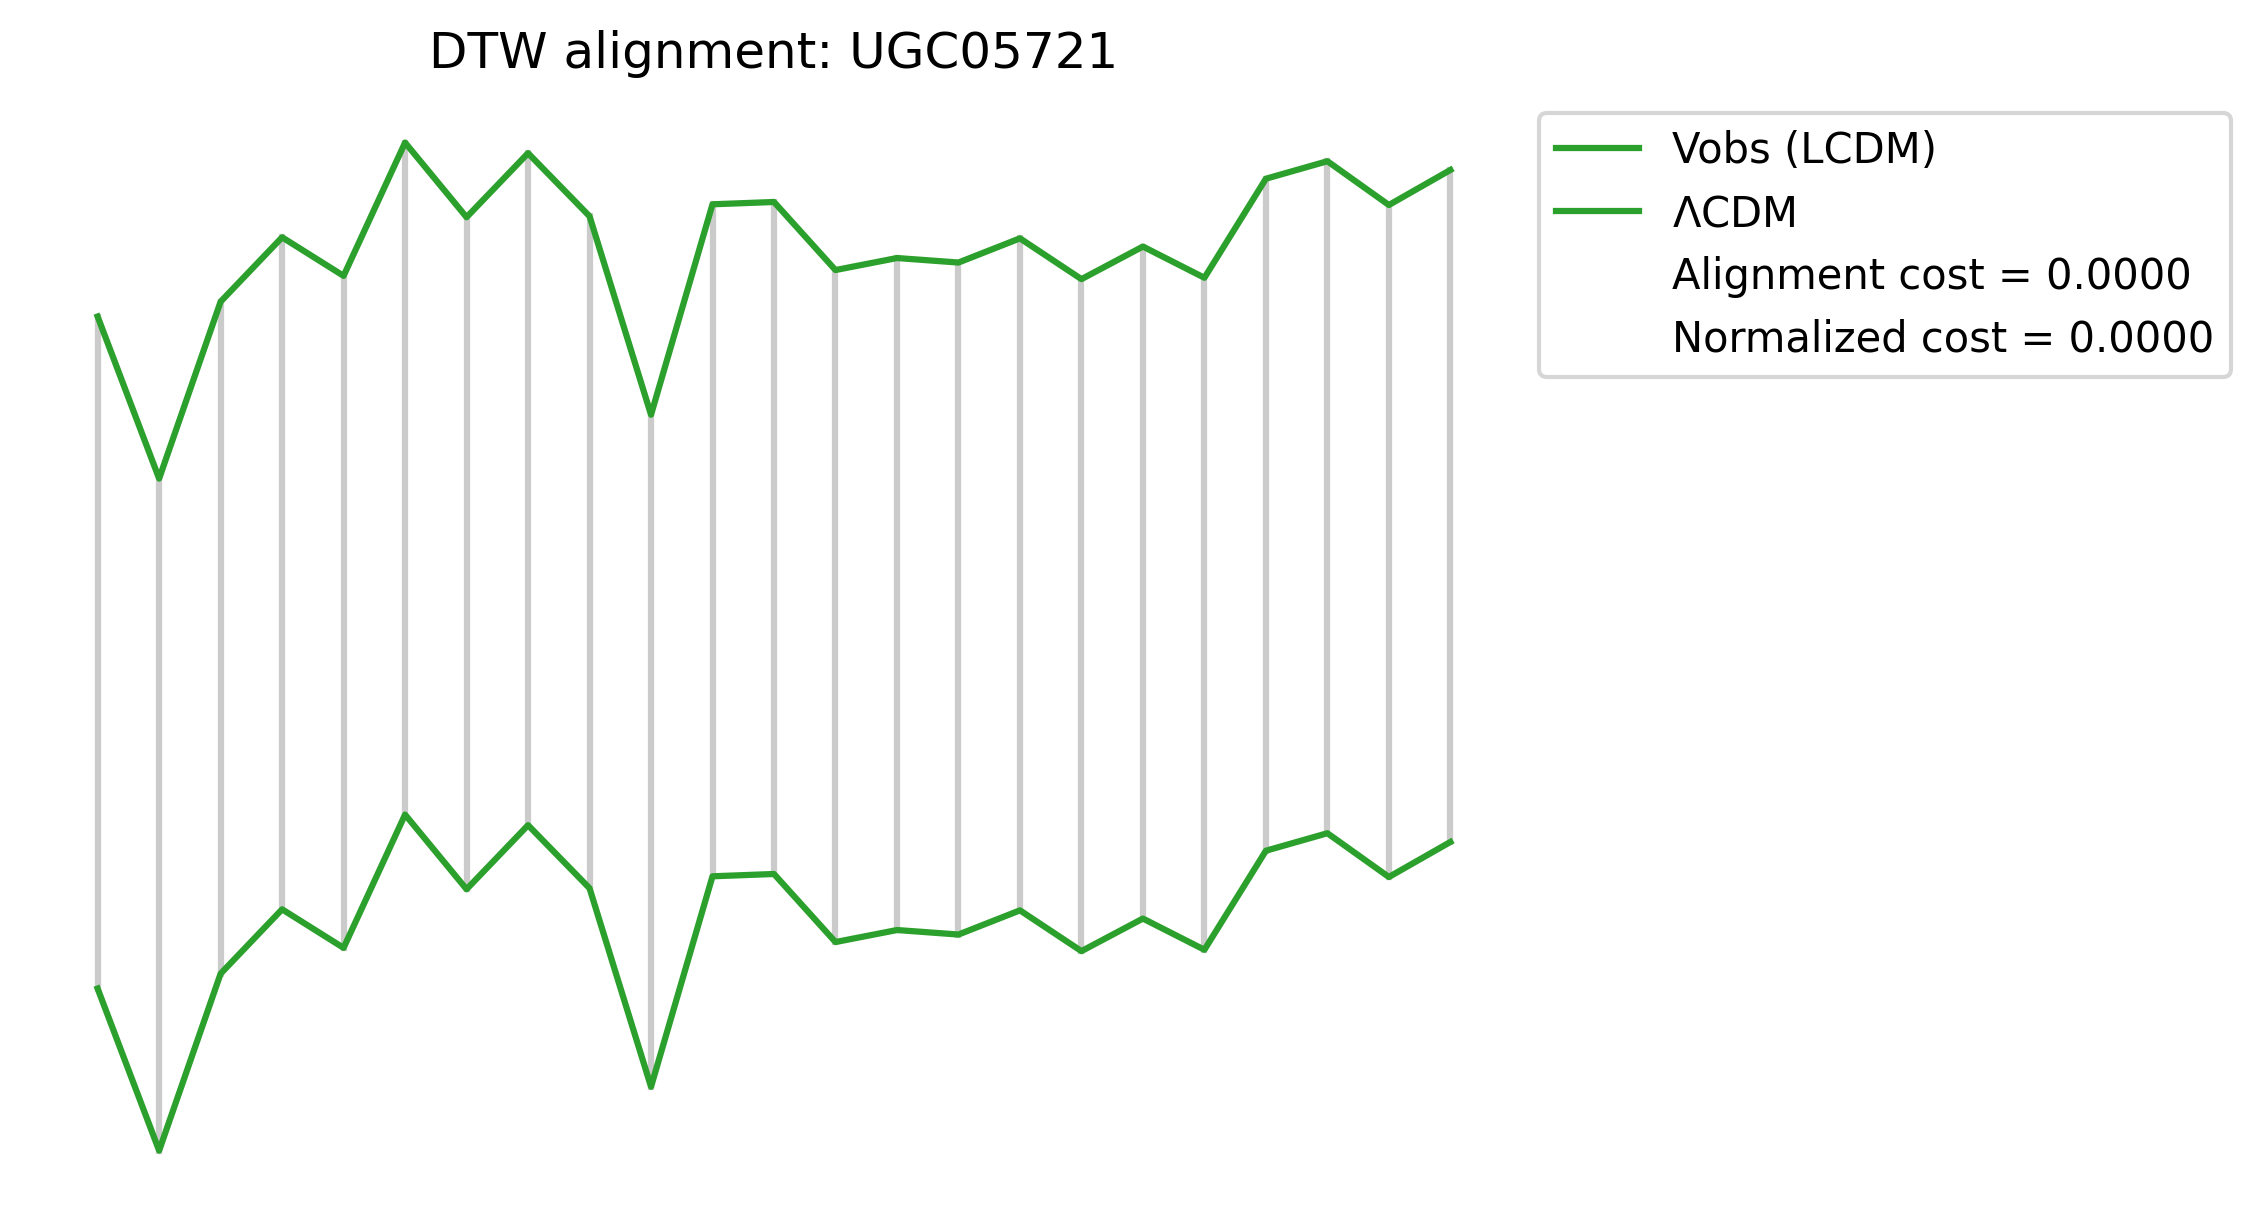 DTW alignment: UGC05721
Vobs (LCDM)
ΛCDM
Alignment cost = 0.0000
Normalized cost = 0.0000